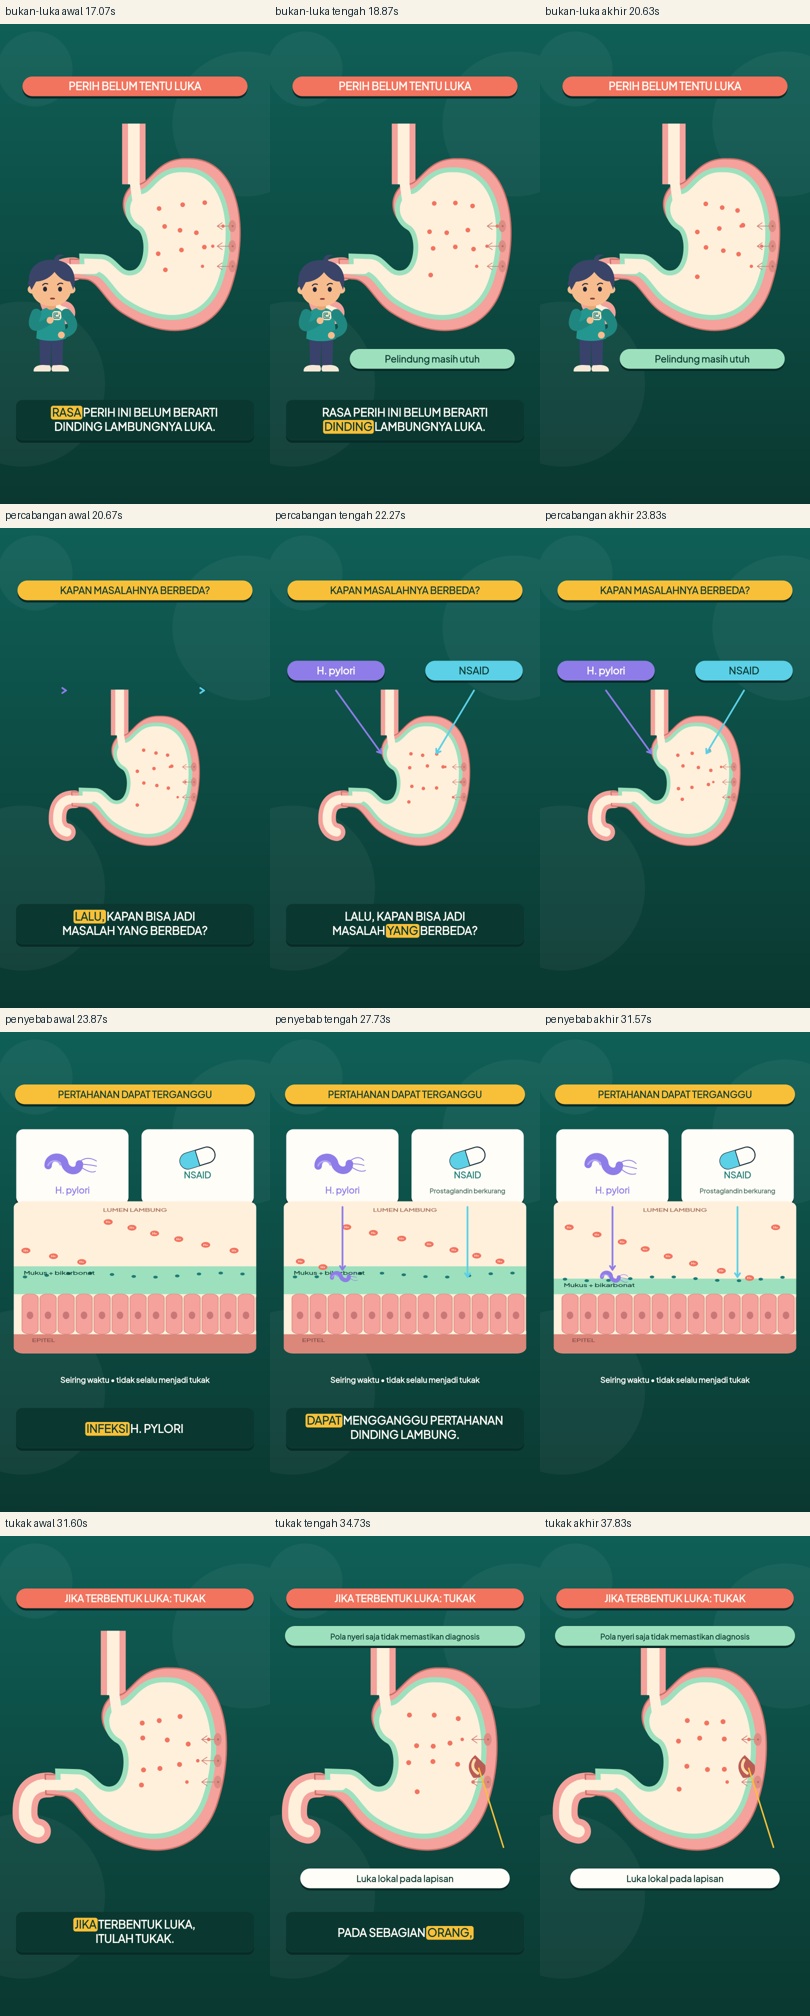 bukan-luka awal 17.07s
bukan-luka tengah 18.87s
bukan-luka akhir 20.63s
PERIH BELUM TENTU LUKA
PERIH BELUM TENTU LUKA
PERIH BELUM TENTU LUKA
Pelindung masih utuh
Pelindung masih utuh
RASA PERIH INI BELUM BERARTI
DINDING LAMBUNGNYA LUKA.
RASA PERIH INI BELUM BERARTI
DINDING LAMBUNGNYA LUKA.
percabangan awal 20.67s
percabangan tengah 22.27s
percabangan akhir 23.83s
KAPAN MASALAHNYA BERBEDA?
KAPAN MASALAHNYA BERBEDA?
KAPAN MASALAHNYA BERBEDA?
H. pylori
NSAID
H. pylori
NSAID
LALU, KAPAN BISA JADI
MASALAH YANG BERBEDA?
LALU, KAPAN BISA JADI
MASALAH YANG BERBEDA?
penyebab awal 23.87s
penyebab tengah 27.73s
penyebab akhir 31.57s
PERTAHANAN DAPAT TERGANGGU
PERTAHANAN DAPAT TERGANGGU
PERTAHANAN DAPAT TERGANGGU
H. pylori
NSAID
H. pylori
NSAID
Prostaglandin berkurang
H. pylori
NSAID
Prostaglandin berkurang
LUMEN LAMBUNG
LUMEN LAMBUNG
LUMEN LAMBUNG
Mukus + bikarbonat
Mukus + bikarbonat
Mukus + bikarbonat
EPITEL
EPITEL
EPITEL
Seiring waktu • tidak selalu menjadi tukak
Seiring waktu • tidak selalu menjadi tukak
Seiring waktu • tidak selalu menjadi tukak
INFEKSI H. PYLORI
DAPAT MENGGANGGU PERTAHANAN
DINDING LAMBUNG.
tukak awal 31.60s
tukak tengah 34.73s
tukak akhir 37.83s
JIKA TERBENTUK LUKA: TUKAK
JIKA TERBENTUK LUKA: TUKAK
JIKA TERBENTUK LUKA: TUKAK
Pola nyeri saja tidak memastikan diagnosis
Pola nyeri saja tidak memastikan diagnosis
Luka lokal pada lapisan
Luka lokal pada lapisan
JIKA TERBENTUK LUKA,
ITULAH TUKAK.
PADA SEBAGIAN ORANG,